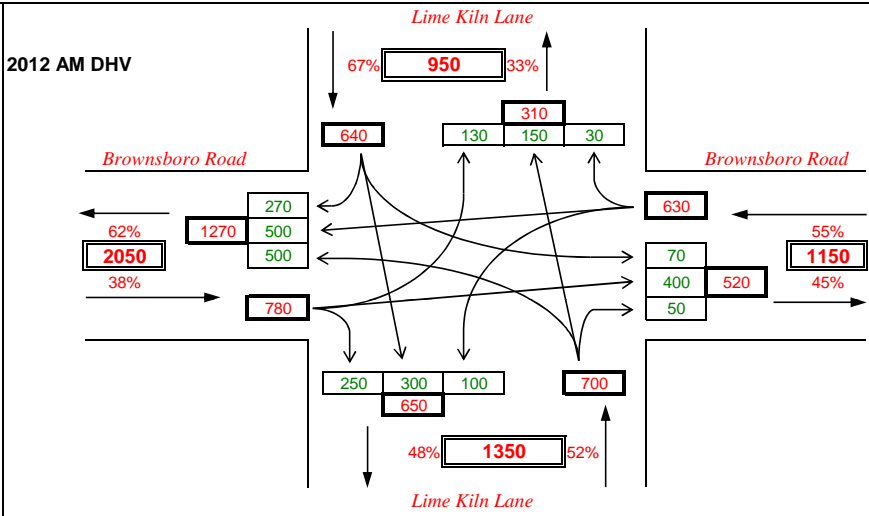 Lime Kiln Lane
2012 AM DHV
67% 950 33%
310
640 130 150 30
Brownsboro Road Brownsboro Road
270 630
62% 1270 500 55%
2050 500 70 1150
38% 400 520 45%
780 50
250 300 100 700
650
48% 1350 52%
Lime Kiln Lane